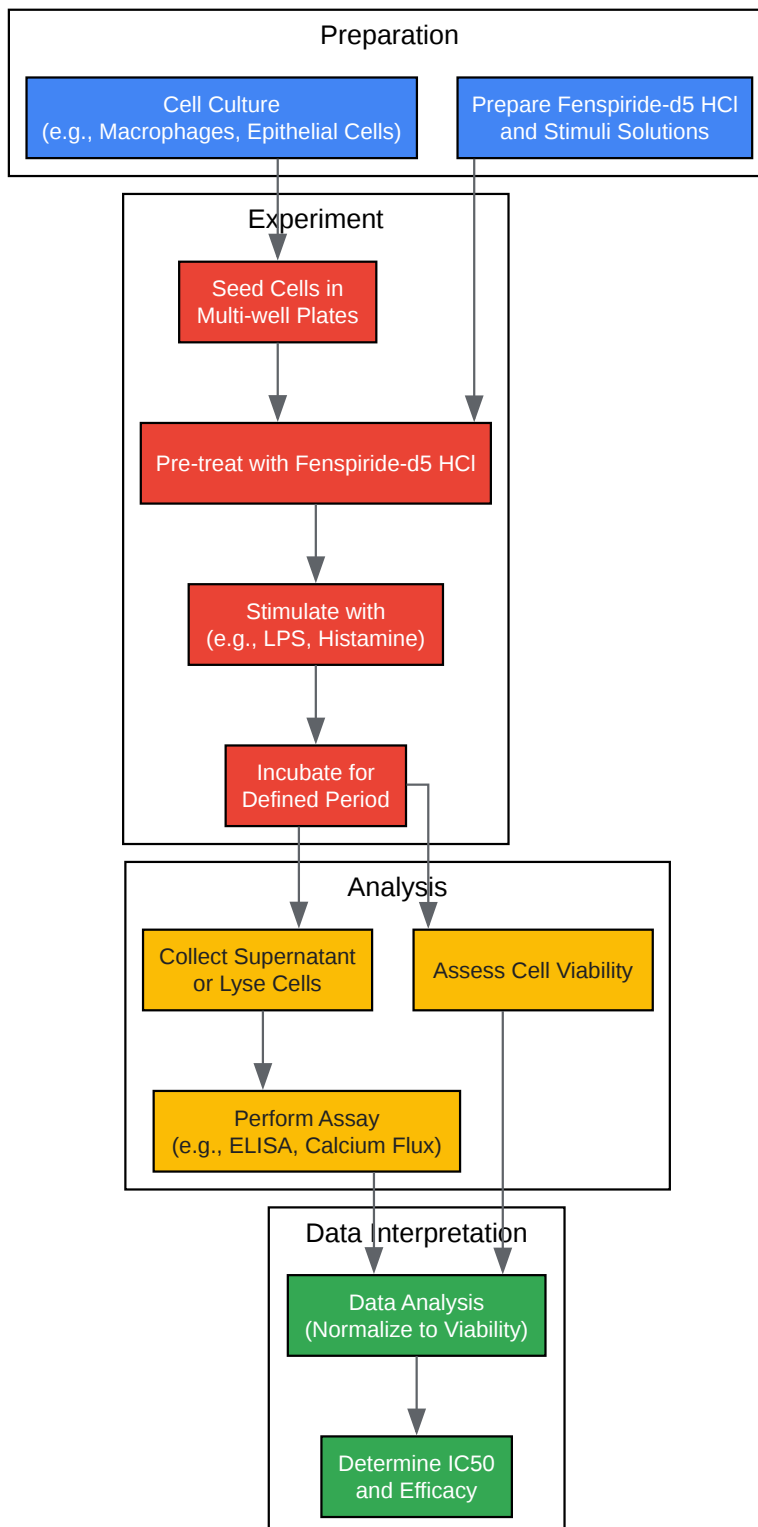 Preparation
Cell Culture
(e.g., Macrophages, Epithelial Cells)
Prepare Fenspiride-d5 HCl
and Stimuli Solutions
Experiment
Seed Cells in
Multi-well Plates
Pre-treat with Fenspiride-d5 HCl
Stimulate with
(e.g., LPS, Histamine)
Incubate for
Defined Period
Analysis
Collect Supernatant
or Lyse Cells
Assess Cell Viability
Perform Assay
(e.g., ELISA, Calcium Flux)
Data Interpretation
Data Analysis
(Normalize to Viability)
Determine IC50
and Efficacy